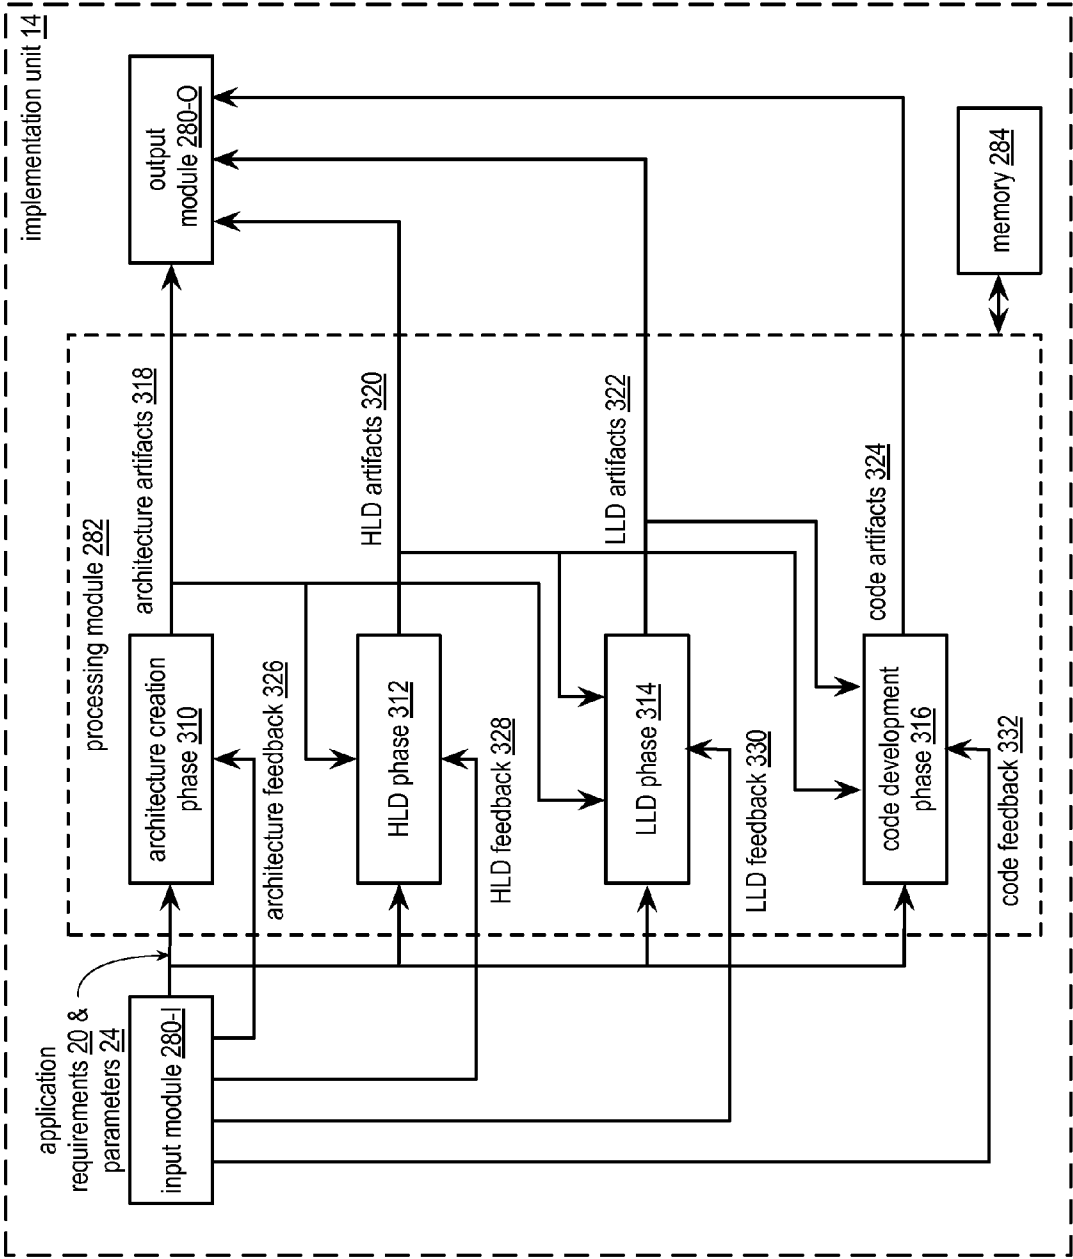 implementation unit 14
application
requirements 20 &
parameters 24
input module 280-I
processing module 282
architecture creation
phase 310
architecture artifacts 318
output
module 280-O
architecture feedback 326
HLD phase 312
HLD artifacts 320
HLD feedback 328
LLD phase 314
LLD artifacts 322
LLD feedback 330
code development
phase 316
code artifacts 324
code feedback 332
memory 284